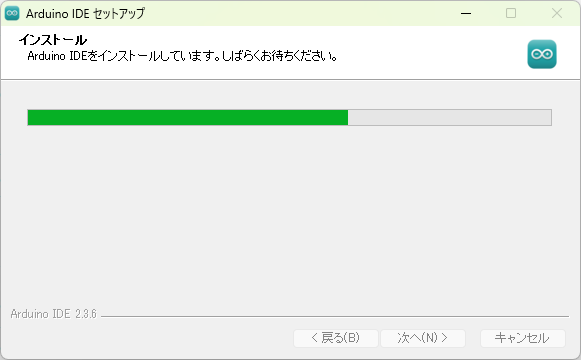 Arduino IDE セットアップ
インストール
Arduino IDEをインストールしています。しばらくお待ちください。
Arduino IDE 2.3.6
< 戻る(B)
次へ(N) >
キャンセル